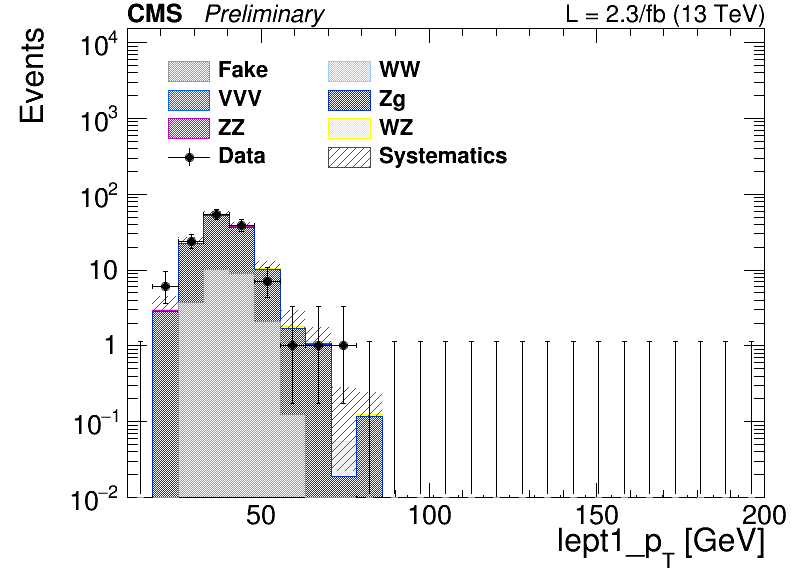 CMS Preliminary L = 2.3/fb (13 TeV)
Events
10⁴
10³
10²
10
1
10⁻¹
10⁻²
Fake WW
VVV Zg
ZZ WZ
Data Systematics
50 100 150 200
lept1_p_T [GeV]